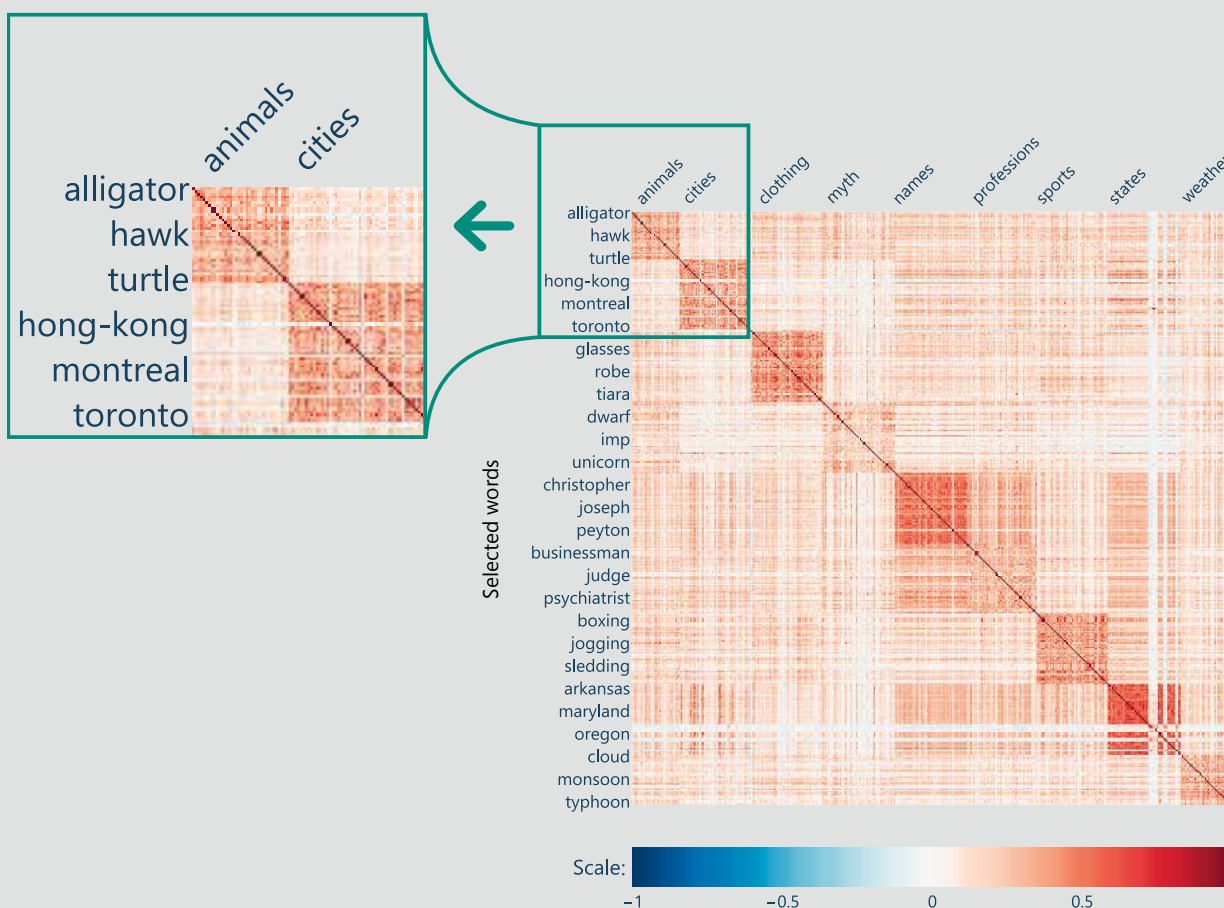 animals
cities
alligator
hawk
turtle
hong-kong
montreal
toronto
animals
cities
clothing
myth
names
professions
sports
states
weather
Selected words
alligator
hawk
turtle
hong-kong
montreal
toronto
glasses
robe
tiara
dwarf
imp
unicorn
christopher
joseph
peyton
businessman
judge
psychiatrist
boxing
jogging
sledding
arkansas
maryland
oregon
cloud
monsoon
typhoon
Scale:
−1
−0.5
0
0.5